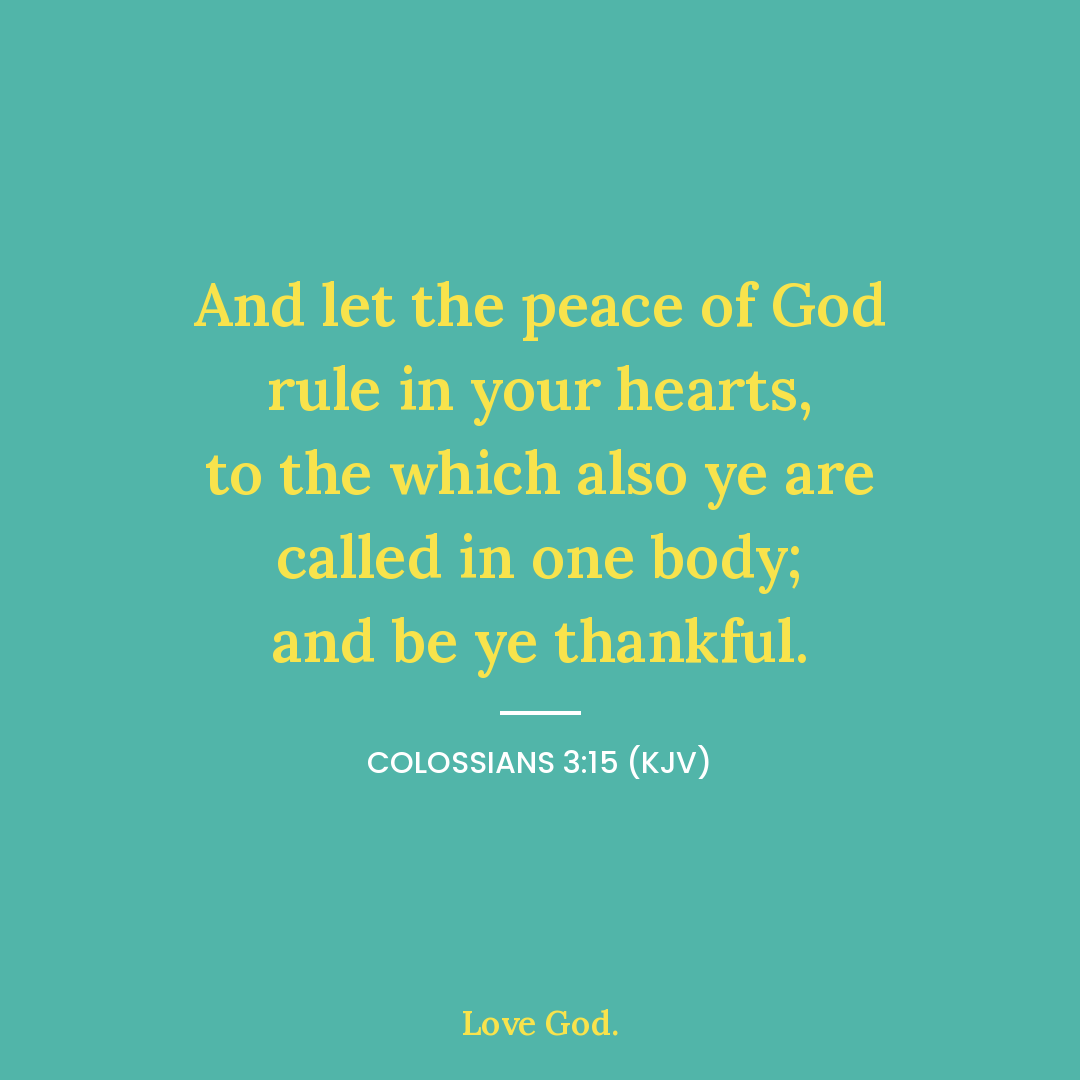 And let the peace of God
rule in your hearts,
to the which also ye are
called in one body;
and be ye thankful.
COLOSSIANS 3:15 (KJV)
Love God.